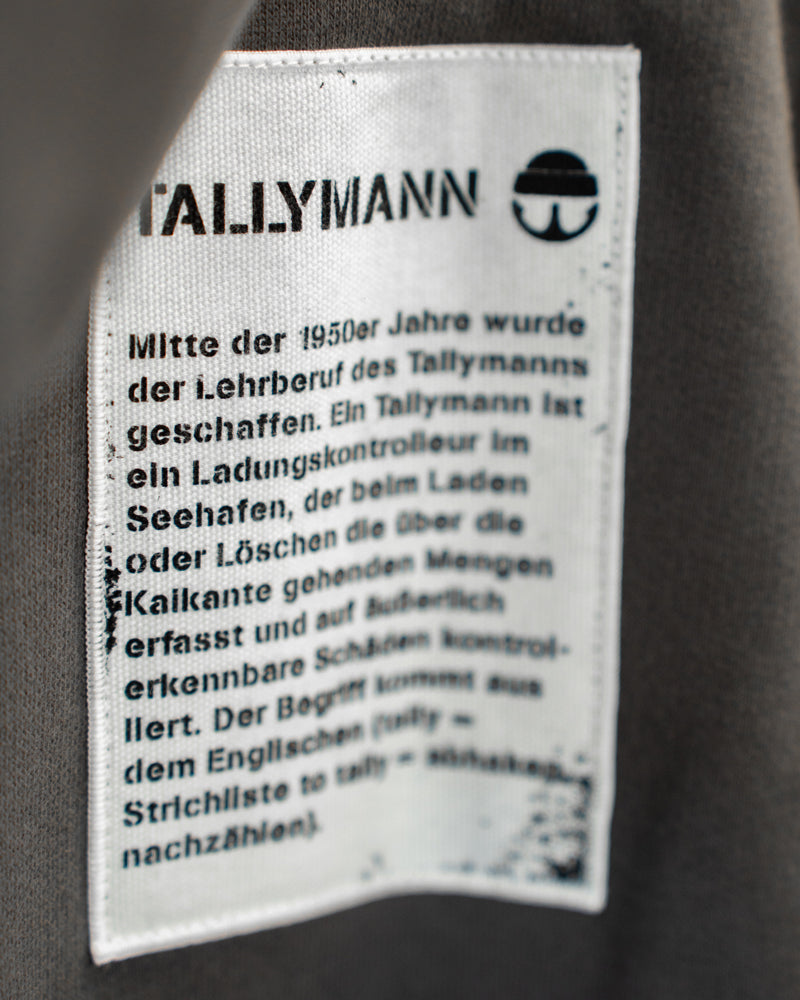 TALLYMANN
Mitte der 1950er Jahre wurde
der Lehrberuf des Tallymanns
geschaffen. Ein Tallymann ist
ein Ladungskontrolleur im
Seehafen, der beim Laden
oder Löschen die über die
Kaikante gehenden Mengen
erfasst und auf äußerlich
erkennbare Schäden kontrol-
liert. Der Begriff kommt aus
dem Englischen (tally =
Strichliste to tally = abhaken,
nachzählen).